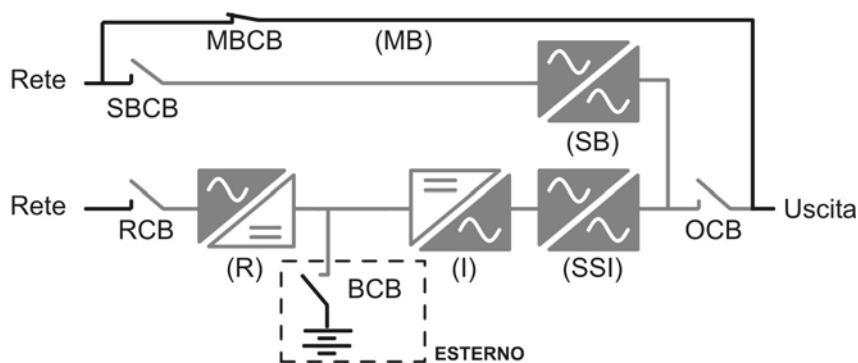 MBCB
(MB)
Rete
SBCB
(SB)
Rete
RCB
(R)
(I)
(SSI)
OCB
Uscita
BCB
ESTERNO